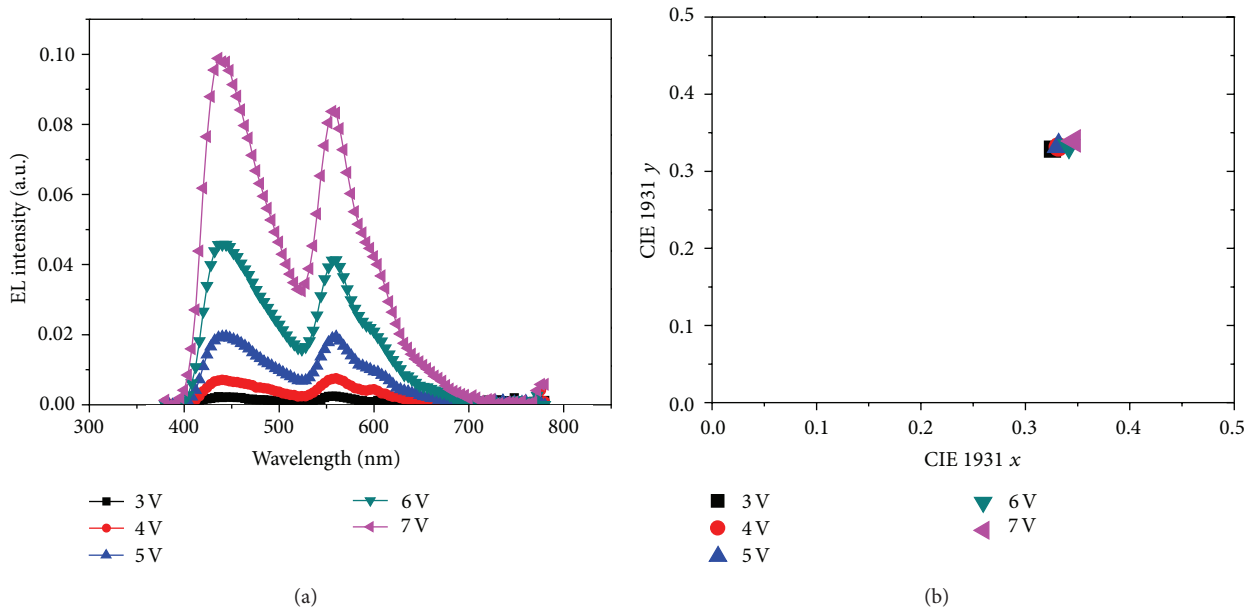 0.10
0.08
0.06
0.04
0.02
0.00
EL intensity (a.u.)
300 400 500 600 700 800
Wavelength (nm)
3 V
4 V
5 V
6 V
7 V
(a)
0.5
0.4
0.3
0.2
0.1
0.0
CIE 1931 y
0.0 0.1 0.2 0.3 0.4 0.5
CIE 1931 x
3 V
4 V
5 V
6 V
7 V
(b)